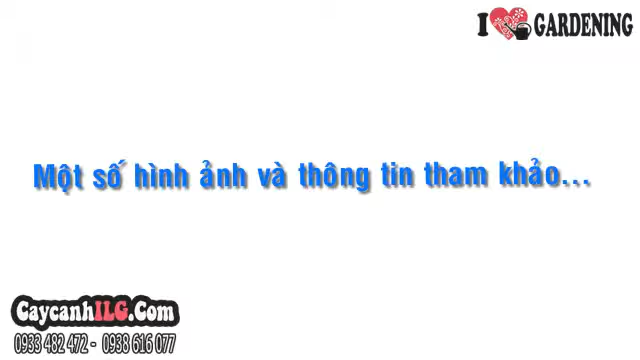 I GARDENING
Một số hình ảnh và thông tin tham khảo...
CaycanhILG.Com
0933 482 472 - 0938 616 077